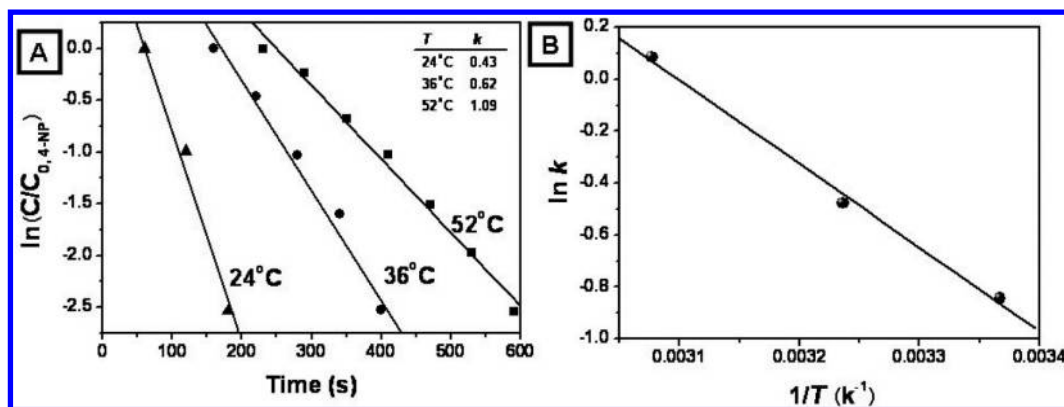 A
T k
24°C 0.43
36°C 0.62
52°C 1.09
ln (C/C0, 4-NP)
0.0
-0.5
-1.0
-1.5
-2.0
-2.5
24°C
36°C
52°C
0 100 200 300 400 500 600
Time (s)
B
ln k
0.2
0.0
-0.2
-0.4
-0.6
-0.8
-1.0
0.0031 0.0032 0.0033 0.0034
1/T (k⁻¹)